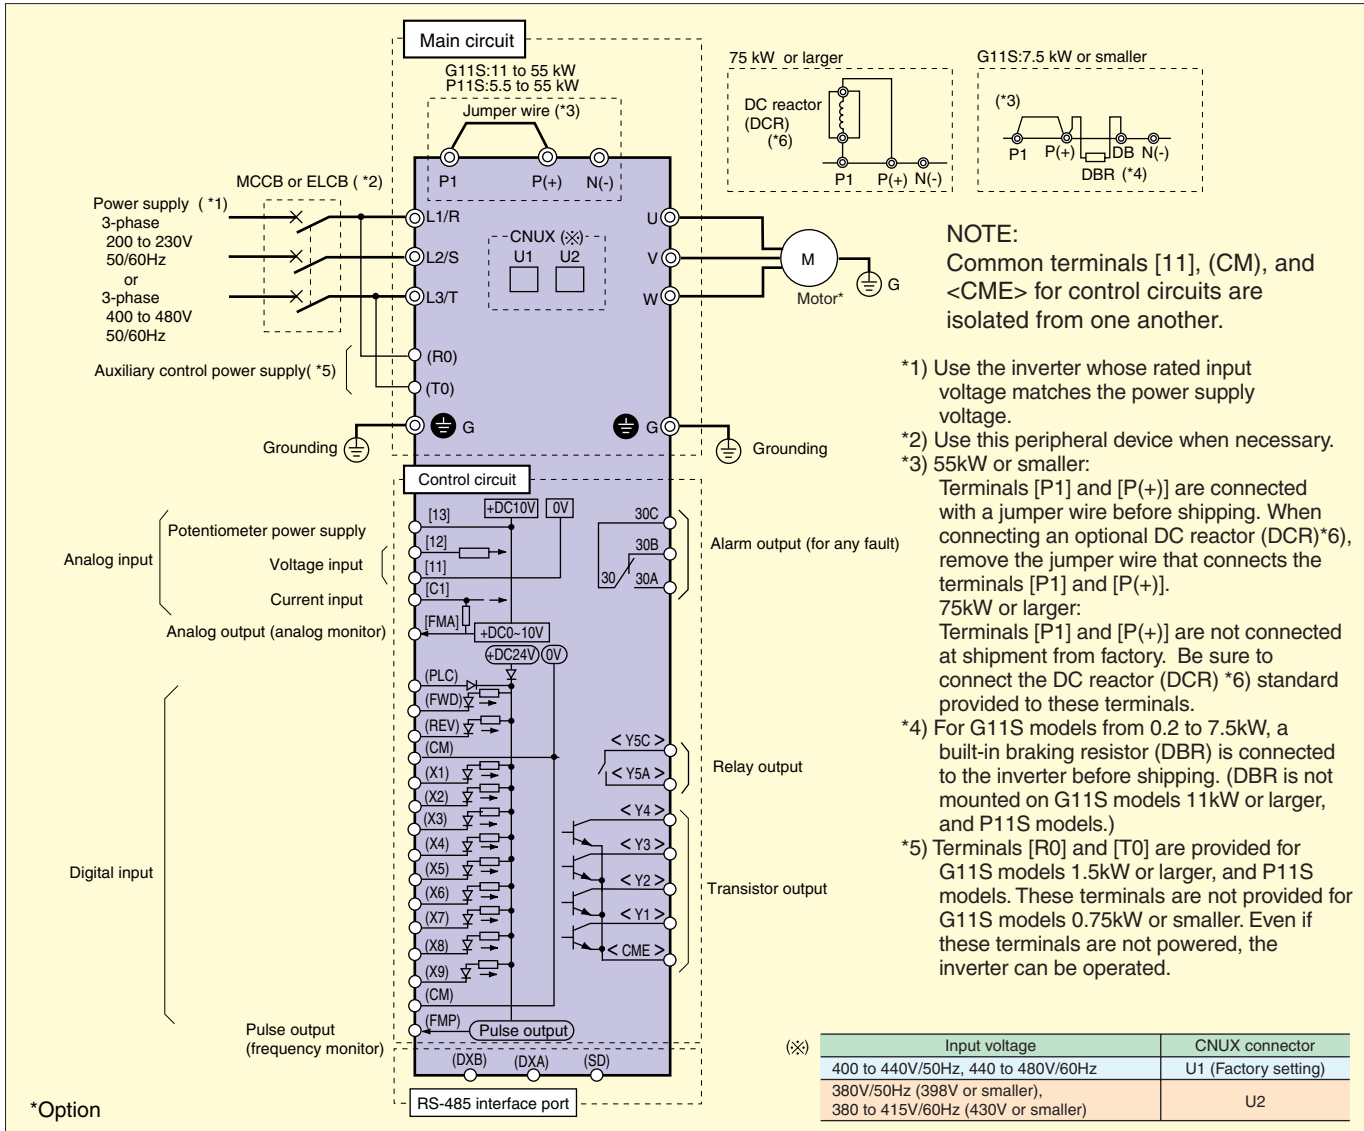 Main circuit
G11S:11 to 55 kW
P11S:5.5 to 55 kW
Jumper wire (*3)
P1
P(+)
N(-)
75 kW or larger
DC reactor
(DCR)
(*6)
P1
P(+)
N(-)
G11S:7.5 kW or smaller
(*3)
P1
P(+)
DB
N(-)
DBR (*4)
MCCB or ELCB ( *2)
Power supply ( *1)
3-phase
200 to 230V
50/60Hz
or
3-phase
400 to 480V
50/60Hz
L1/R
L2/S
L3/T
CNUX (※)
U1
U2
U
V
W
M
Motor*
G
(R0)
(T0)
Auxiliary control power supply( *5)
Grounding
G
G
Grounding
NOTE:
Common terminals [11], (CM), and
<CME> for control circuits are
isolated from one another.
*1) Use the inverter whose rated input
voltage matches the power supply
voltage.
*2) Use this peripheral device when necessary.
*3) 55kW or smaller:
Terminals [P1] and [P(+)] are connected
with a jumper wire before shipping. When
connecting an optional DC reactor (DCR)*6),
remove the jumper wire that connects the
terminals [P1] and [P(+)].
75kW or larger:
Terminals [P1] and [P(+)] are not connected
at shipment from factory. Be sure to
connect the DC reactor (DCR) *6) standard
provided to these terminals.
*4) For G11S models from 0.2 to 7.5kW, a
built-in braking resistor (DBR) is connected
to the inverter before shipping. (DBR is not
mounted on G11S models 11kW or larger,
and P11S models.)
*5) Terminals [R0] and [T0] are provided for
G11S models 1.5kW or larger, and P11S
models. These terminals are not provided for
G11S models 0.75kW or smaller. Even if
these terminals are not powered, the
inverter can be operated.
Control circuit
Analog input
Potentiometer power supply
Voltage input
Current input
Analog output (analog monitor)
[13]
[12]
[11]
[C1]
[FMA]
+DC10V
0V
+DC0~10V
+DC24V
0V
30C
30B
30
30A
Alarm output (for any fault)
Digital input
(PLC)
(FWD)
(REV)
(CM)
(X1)
(X2)
(X3)
(X4)
(X5)
(X6)
(X7)
(X8)
(X9)
(CM)
(FMP)
Pulse output
Pulse output
(frequency monitor)
< Y5C >
< Y5A >
Relay output
< Y4 >
< Y3 >
< Y2 >
< Y1 >
< CME >
Transistor output
(DXB)
(DXA)
(SD)
RS-485 interface port
*Option
(※)
Input voltage
CNUX connector
400 to 440V/50Hz, 440 to 480V/60Hz
U1 (Factory setting)
380V/50Hz (398V or smaller),
380 to 415V/60Hz (430V or smaller)
U2